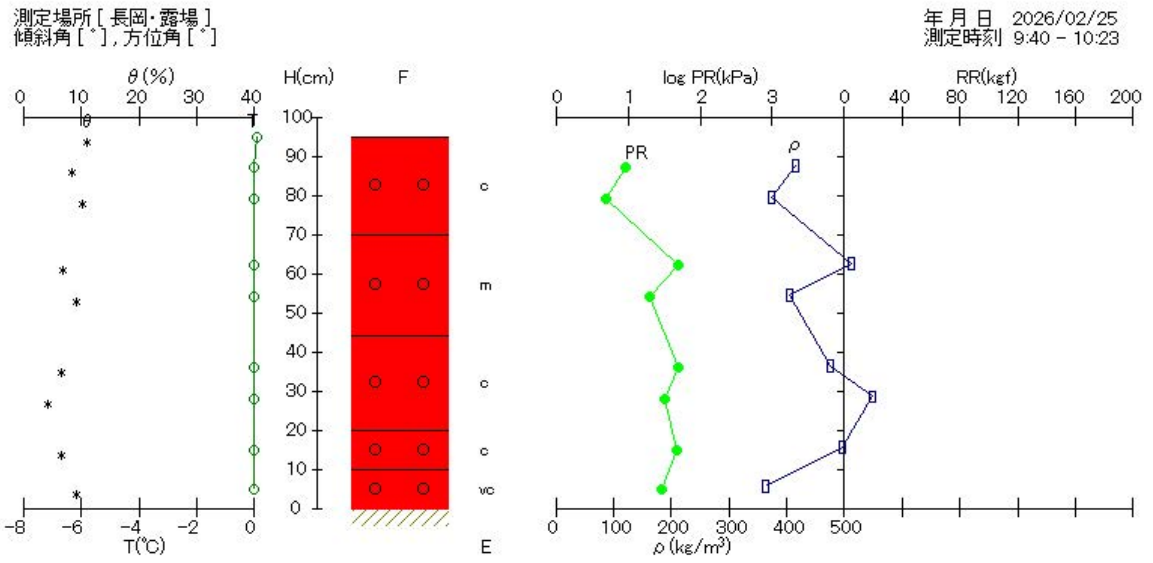 測定場所[ 長岡・露場 ]
傾斜角[ °], 方位角[ °]
年 月 日 2026/02/25
測定時刻 9:40 - 10:23
θ(%) H(cm) F log PR(kPa) RR(kgf)
0 10 20 30 40
0 1 2 3 0 40 80 120 160 200
θ T
100
90
80
70
60
50
40
30
20
10
0
c
m
c
c
vc
PR ρ
-8 -6 -4 -2 0
T(°C)
E
0 100 200 300 400 500
ρ(kg/m³)